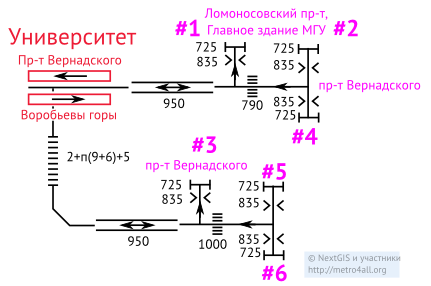 Университет
#1
Ломоносовский пр-т,
Главное здание МГУ
#2
Пр-т Вернадского
725
835
725
835
950
790
пр-т Вернадского
835
725
#4
Воробьевы горы
2+п(9+6)+5
#3
пр-т Вернадского
725
835
#5
725
835
950
1000
835
725
#6
© NextGIS и участники
http://metro4all.org